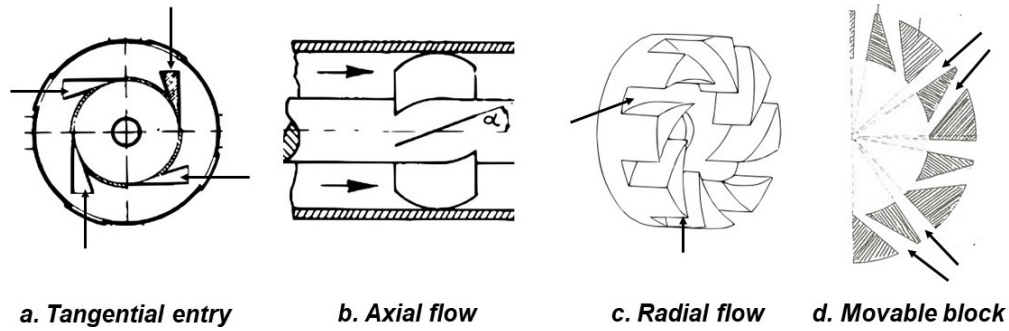 α
a. Tangential entry
b. Axial flow
c. Radial flow
d. Movable block